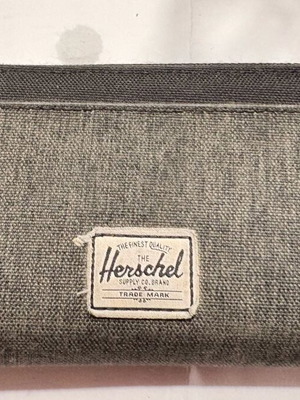 THE FINEST QUALITY
THE
Herschel
SUPPLY CO. BRAND
TRADE MARK